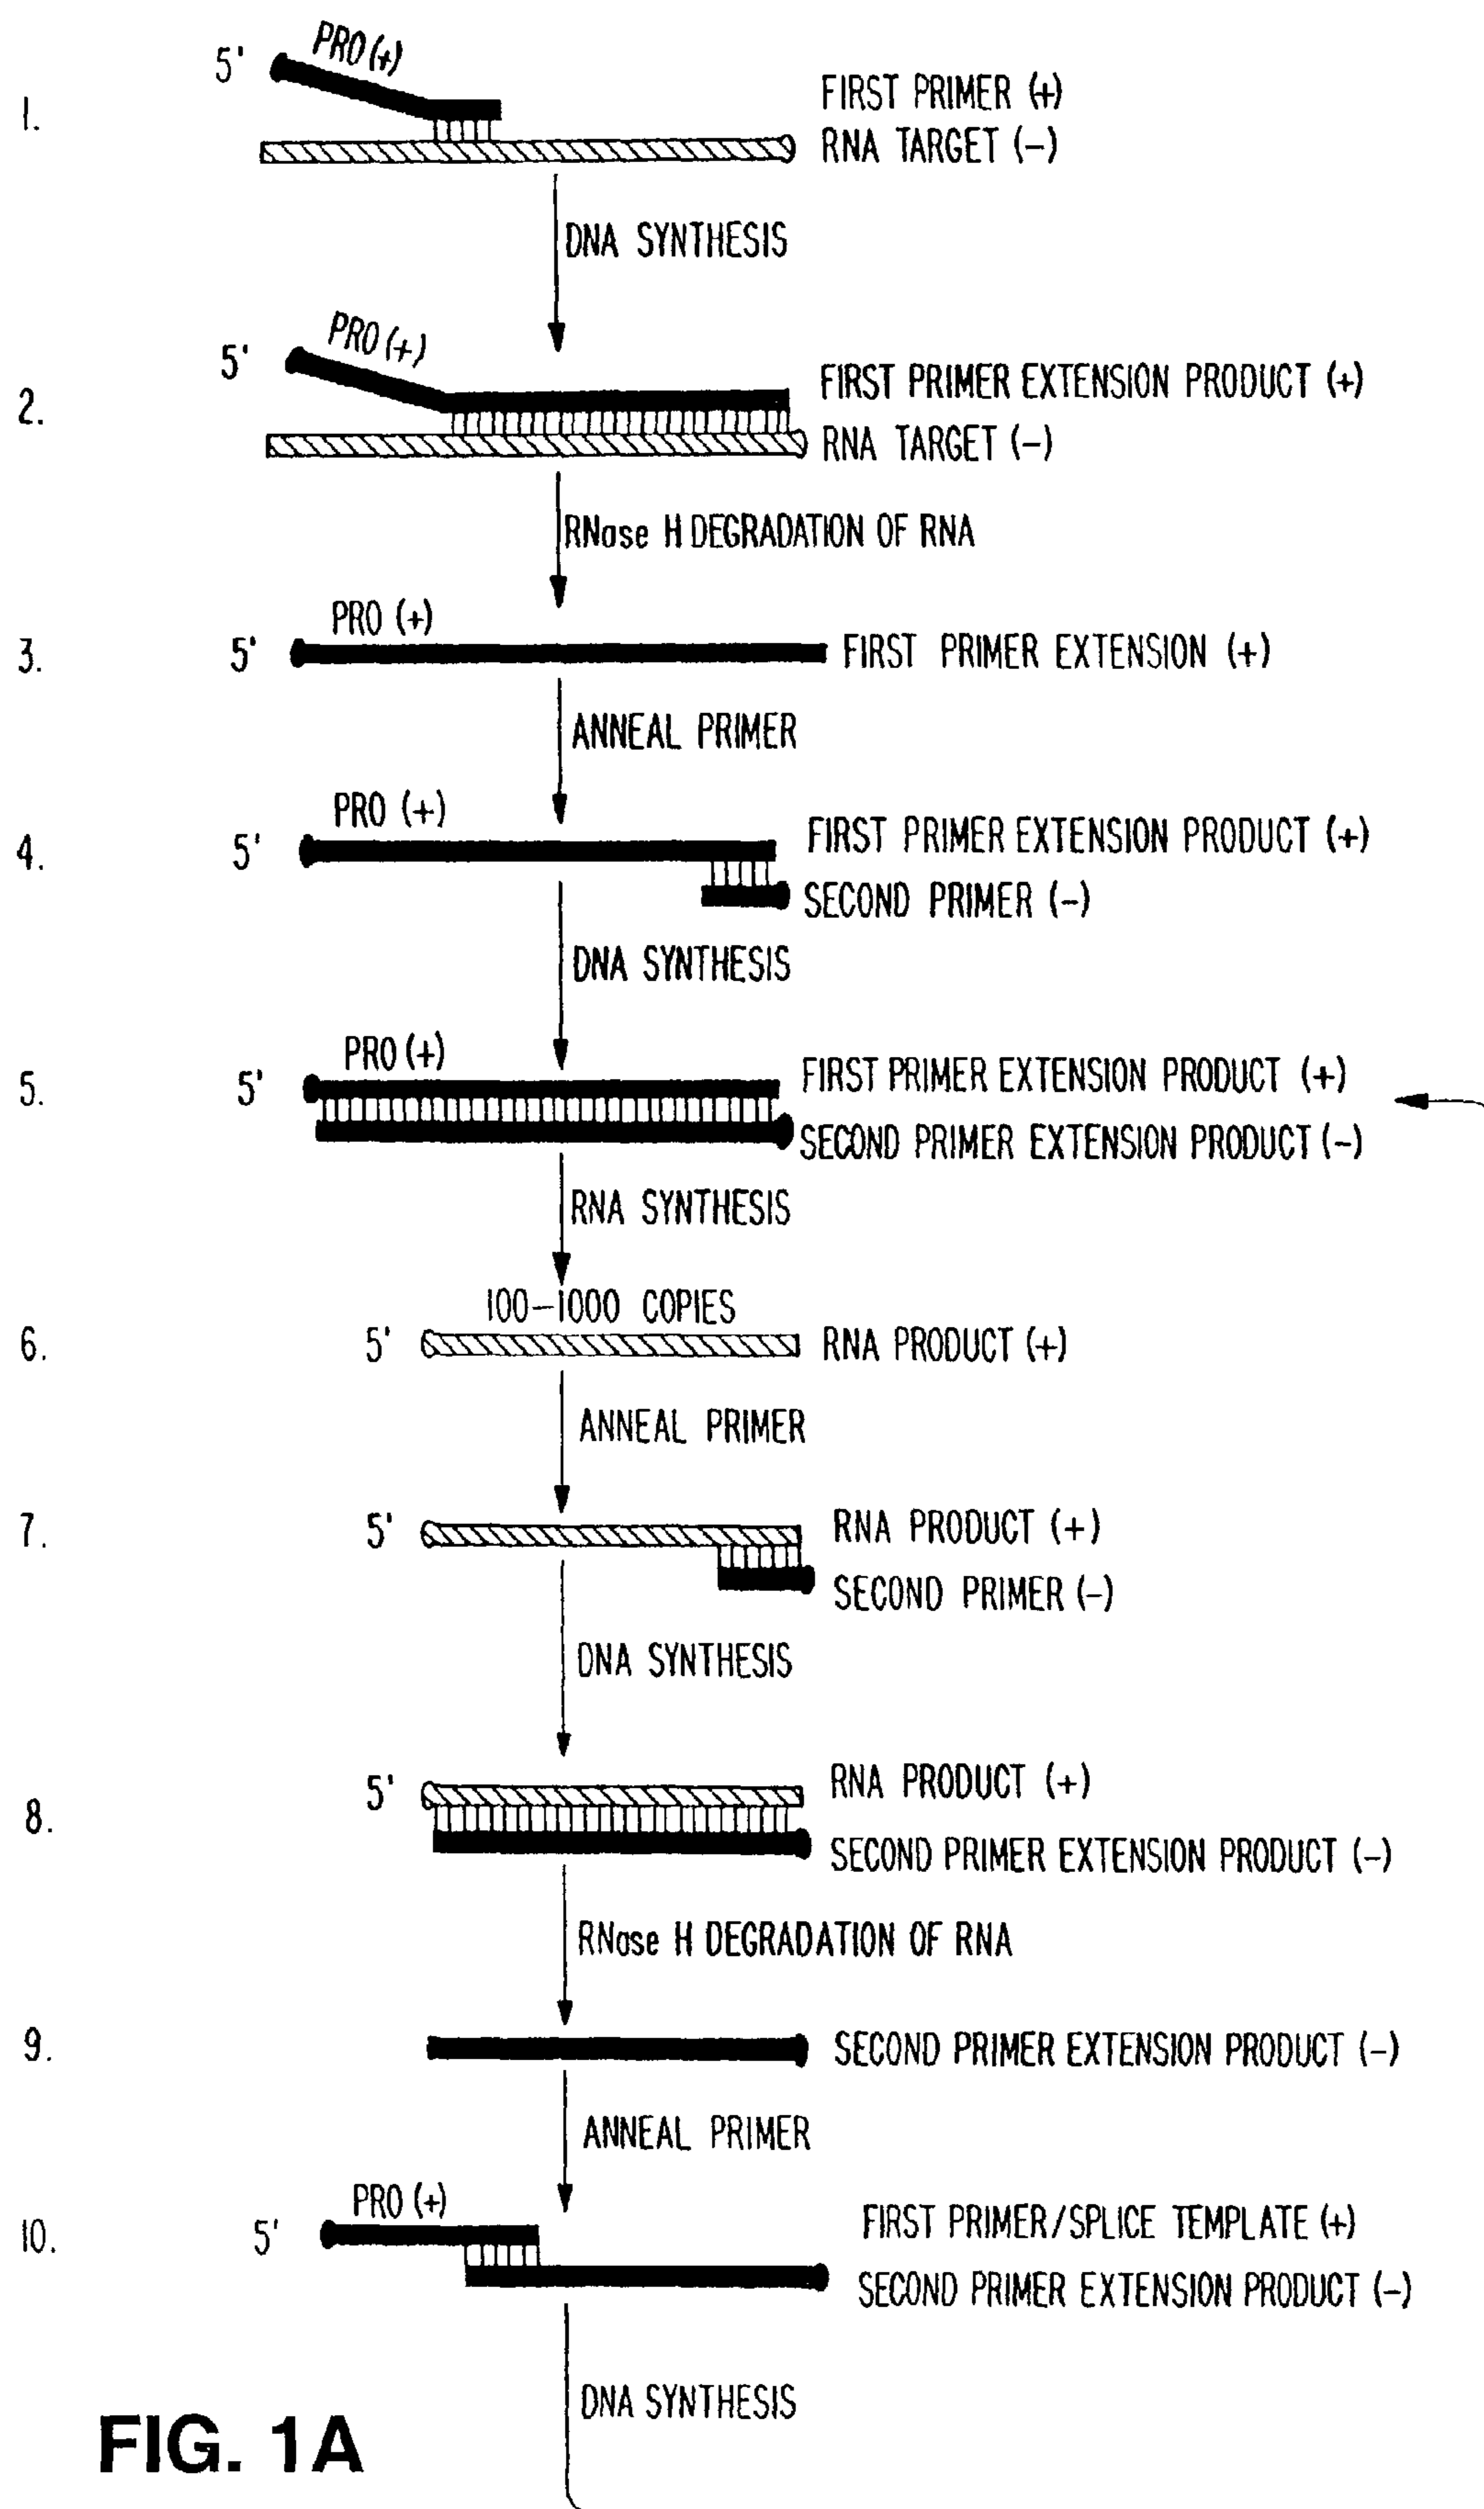 PRO (+)
5'
1.
FIRST PRIMER (+)
RNA TARGET (-)
DNA SYNTHESIS
PRO (+)
5'
2.
FIRST PRIMER EXTENSION PRODUCT (+)
RNA TARGET (-)
RNase H DEGRADATION OF RNA
PRO (+)
3.
5'
FIRST PRIMER EXTENSION (+)
ANNEAL PRIMER
PRO (+)
4.
5'
FIRST PRIMER EXTENSION PRODUCT (+)
SECOND PRIMER (-)
DNA SYNTHESIS
PRO (+)
5.
5'
FIRST PRIMER EXTENSION PRODUCT (+)
SECOND PRIMER EXTENSION PRODUCT (-)
RNA SYNTHESIS
100-1000 COPIES
6.
5'
RNA PRODUCT (+)
ANNEAL PRIMER
7.
5'
RNA PRODUCT (+)
SECOND PRIMER (-)
DNA SYNTHESIS
8.
5'
RNA PRODUCT (+)
SECOND PRIMER EXTENSION PRODUCT (-)
RNase H DEGRADATION OF RNA
9.
SECOND PRIMER EXTENSION PRODUCT (-)
ANNEAL PRIMER
PRO (+)
10.
5'
FIRST PRIMER/SPLICE TEMPLATE (+)
SECOND PRIMER EXTENSION PRODUCT (-)
DNA SYNTHESIS
FIG. 1A